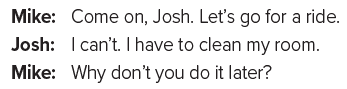 Mike: Come on, Josh. Let's go for a ride.
Josh: I can't. I have to clean my room.
Mike: Why don't you do it later?